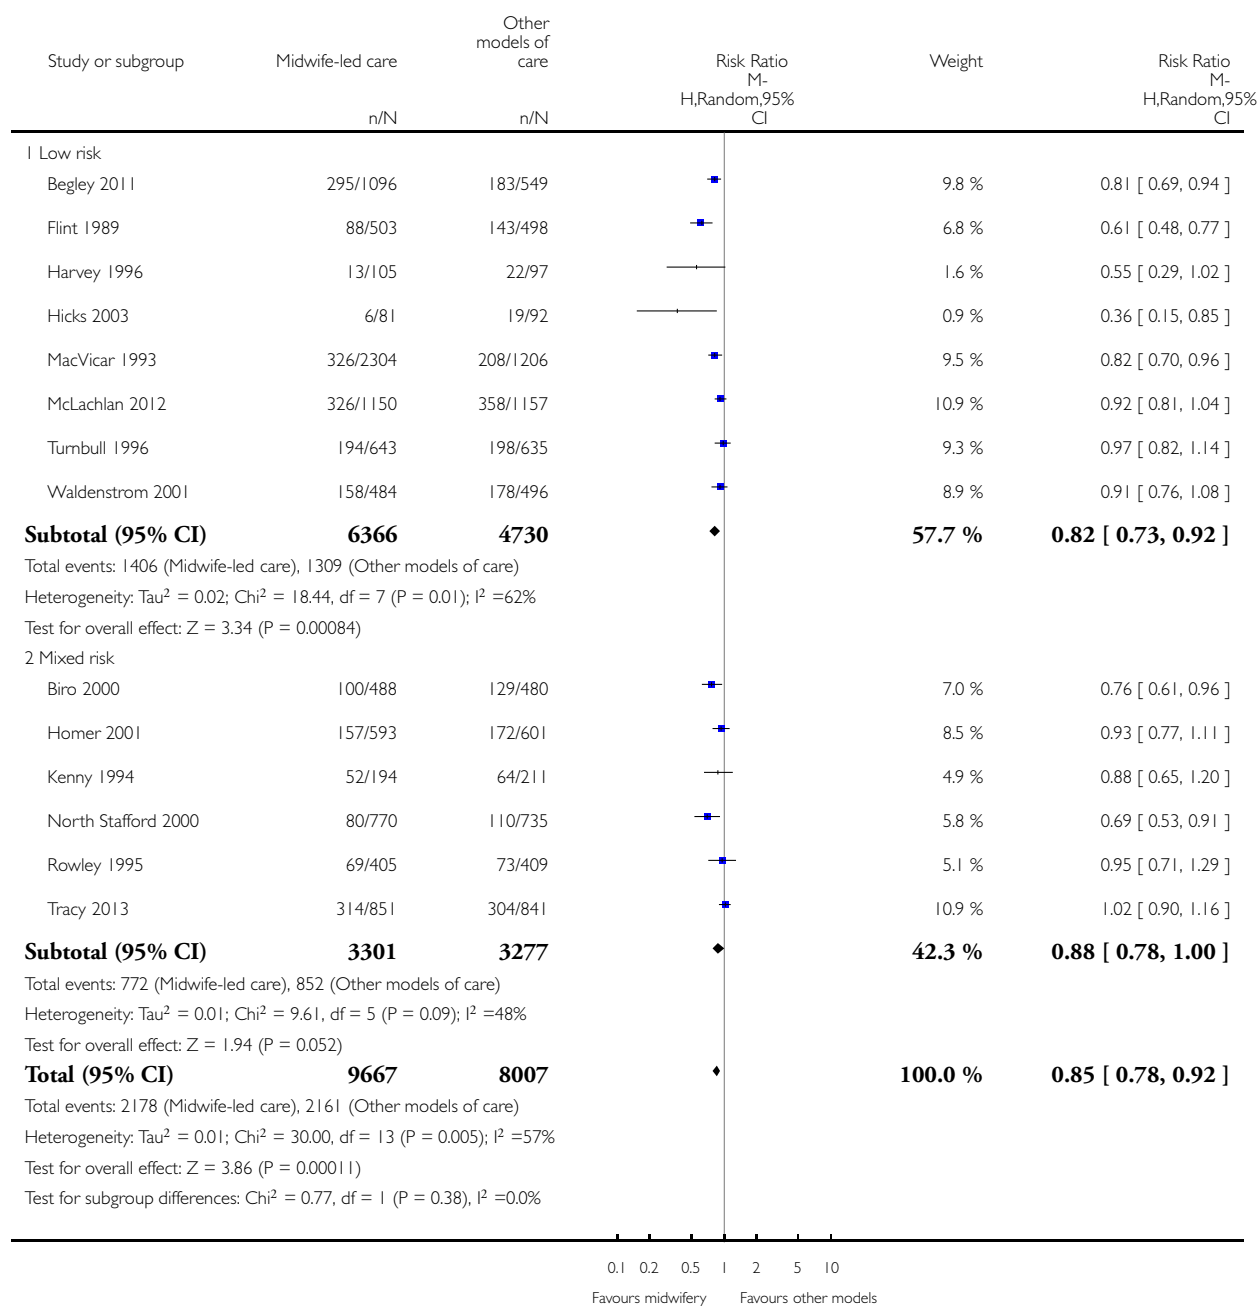 Study or subgroup Midwife-led care Other models of care Risk Ratio Weight Risk Ratio
n/N n/N M-H,Random,95% CI M-H,Random,95% CI
1 Low risk
Begley 2011 295/1096 183/549 9.8 % 0.81 [ 0.69, 0.94 ]
Flint 1989 88/503 143/498 6.8 % 0.61 [ 0.48, 0.77 ]
Harvey 1996 13/105 22/97 1.6 % 0.55 [ 0.29, 1.02 ]
Hicks 2003 6/81 19/92 0.9 % 0.36 [ 0.15, 0.85 ]
MacVicar 1993 326/2304 208/1206 9.5 % 0.82 [ 0.70, 0.96 ]
McLachlan 2012 326/1150 358/1157 10.9 % 0.92 [ 0.81, 1.04 ]
Turnbull 1996 194/643 198/635 9.3 % 0.97 [ 0.82, 1.14 ]
Waldenstrom 2001 158/484 178/496 8.9 % 0.91 [ 0.76, 1.08 ]
Subtotal (95% CI) 6366 4730 57.7 % 0.82 [ 0.73, 0.92 ]
Total events: 1406 (Midwife-led care), 1309 (Other models of care)
Heterogeneity: Tau² = 0.02; Chi² = 18.44, df = 7 (P = 0.01); I² =62%
Test for overall effect: Z = 3.34 (P = 0.00084)
2 Mixed risk
Biro 2000 100/488 129/480 7.0 % 0.76 [ 0.61, 0.96 ]
Homer 2001 157/593 172/601 8.5 % 0.93 [ 0.77, 1.11 ]
Kenny 1994 52/194 64/211 4.9 % 0.88 [ 0.65, 1.20 ]
North Stafford 2000 80/770 110/735 5.8 % 0.69 [ 0.53, 0.91 ]
Rowley 1995 69/405 73/409 5.1 % 0.95 [ 0.71, 1.29 ]
Tracy 2013 314/851 304/841 10.9 % 1.02 [ 0.90, 1.16 ]
Subtotal (95% CI) 3301 3277 42.3 % 0.88 [ 0.78, 1.00 ]
Total events: 772 (Midwife-led care), 852 (Other models of care)
Heterogeneity: Tau² = 0.01; Chi² = 9.61, df = 5 (P = 0.09); I² =48%
Test for overall effect: Z = 1.94 (P = 0.052)
Total (95% CI) 9667 8007 100.0 % 0.85 [ 0.78, 0.92 ]
Total events: 2178 (Midwife-led care), 2161 (Other models of care)
Heterogeneity: Tau² = 0.01; Chi² = 30.00, df = 13 (P = 0.005); I² =57%
Test for overall effect: Z = 3.86 (P = 0.00011)
Test for subgroup differences: Chi² = 0.77, df = 1 (P = 0.38), I² =0.0%
0.1 0.2 0.5 1 2 5 10
Favours midwifery Favours other models